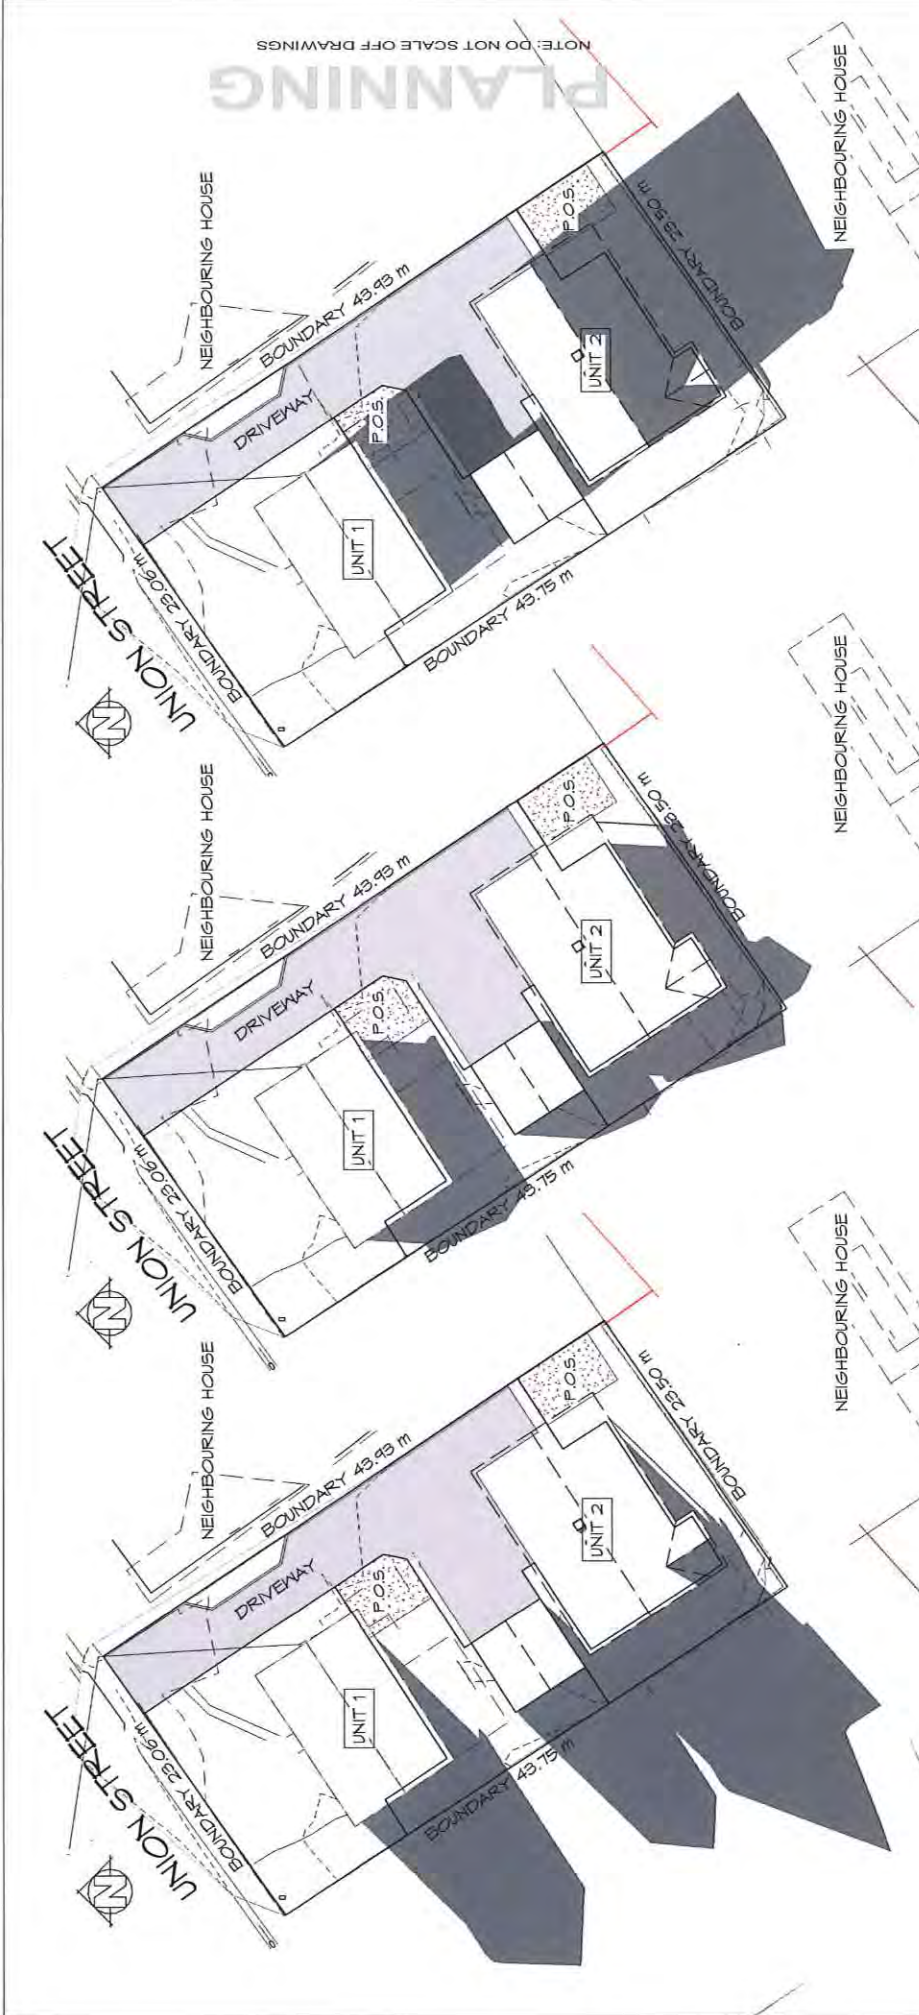 NOTE: DO NOT SCALE OFF DRAWINGS
PLANNING
NEIGHBOURING HOUSE
NEIGHBOURING HOUSE
BOUNDARY 43.93 m
DRIVEWAY
UNION STREET
BOUNDARY 23.06 m
N
UNIT 1
P.O.S.
P.O.S.
UNIT 2
BOUNDARY 23.50 m
BOUNDARY 43.75 m
NEIGHBOURING HOUSE
NEIGHBOURING HOUSE
BOUNDARY 43.93 m
DRIVEWAY
UNION STREET
BOUNDARY 23.06 m
N
UNIT 1
P.O.S.
P.O.S.
UNIT 2
BOUNDARY 23.50 m
BOUNDARY 43.75 m
NEIGHBOURING HOUSE
NEIGHBOURING HOUSE
BOUNDARY 43.93 m
DRIVEWAY
UNION STREET
BOUNDARY 23.06 m
N
UNIT 1
P.O.S.
P.O.S.
UNIT 2
BOUNDARY 23.50 m
BOUNDARY 43.75 m